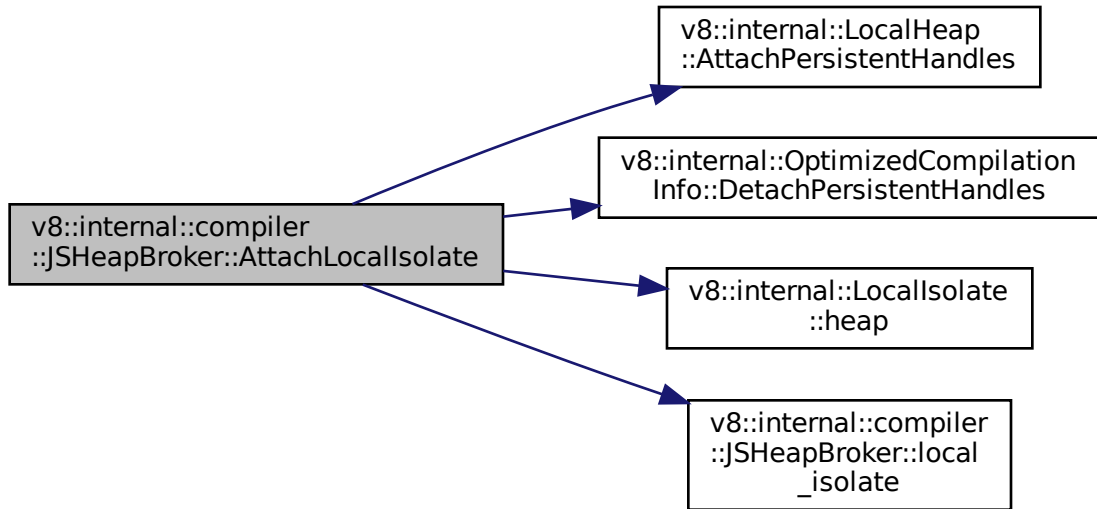 v8::internal::LocalHeap
::AttachPersistentHandles
v8::internal::OptimizedCompilation
Info::DetachPersistentHandles
v8::internal::compiler
::JSHeapBroker::AttachLocalIsolate
v8::internal::LocalIsolate
::heap
v8::internal::compiler
::JSHeapBroker::local
_isolate